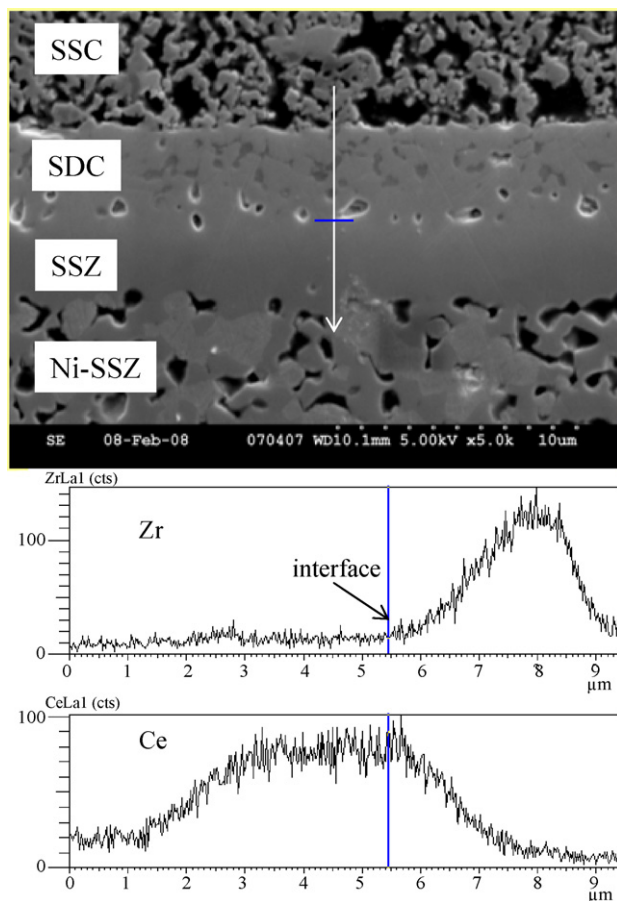 SSC
SDC
SSZ
Ni-SSZ
SE 08-Feb-08 070407 WD10.1mm 5.00kV x5.0k 10um
ZrLa1 (cts)
100
Zr
interface
0
0 1 2 3 4 5 6 7 8 9
µm
CeLa1 (cts)
100
Ce
0
0 1 2 3 4 5 6 7 8 9
µm